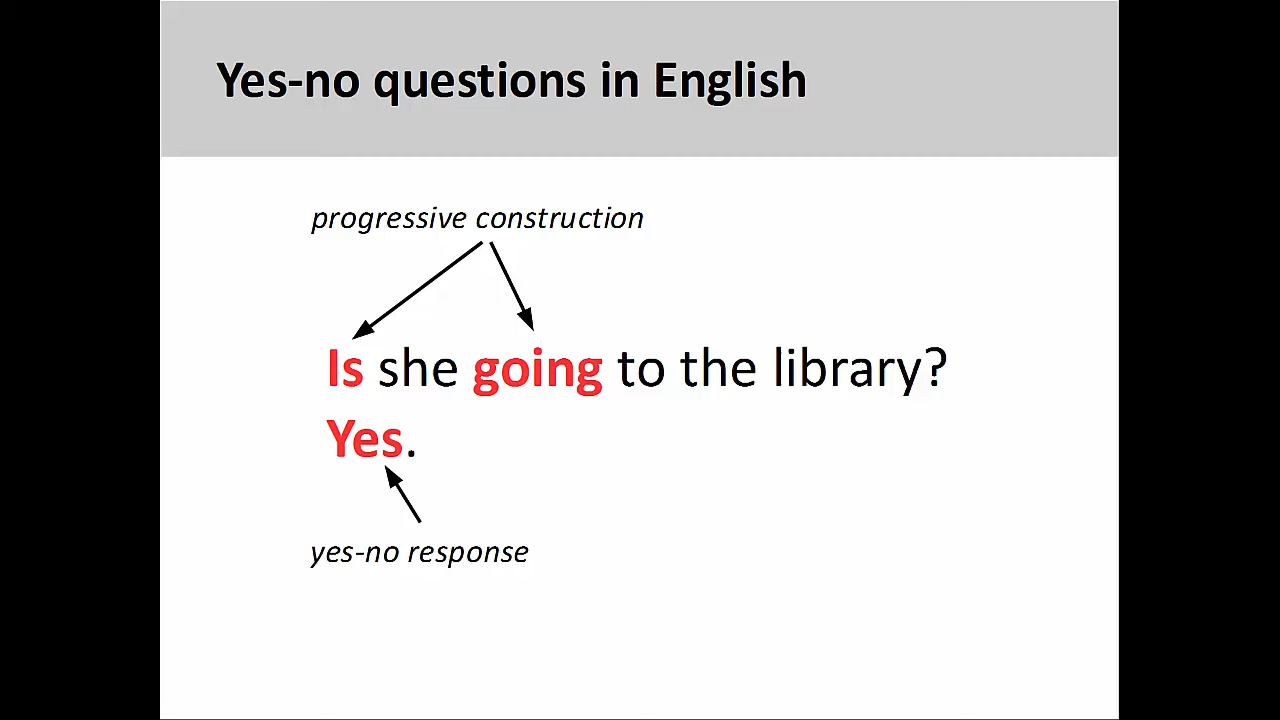 Yes-no questions in English
progressive construction
Is she going to the library?
Yes.
yes-no response